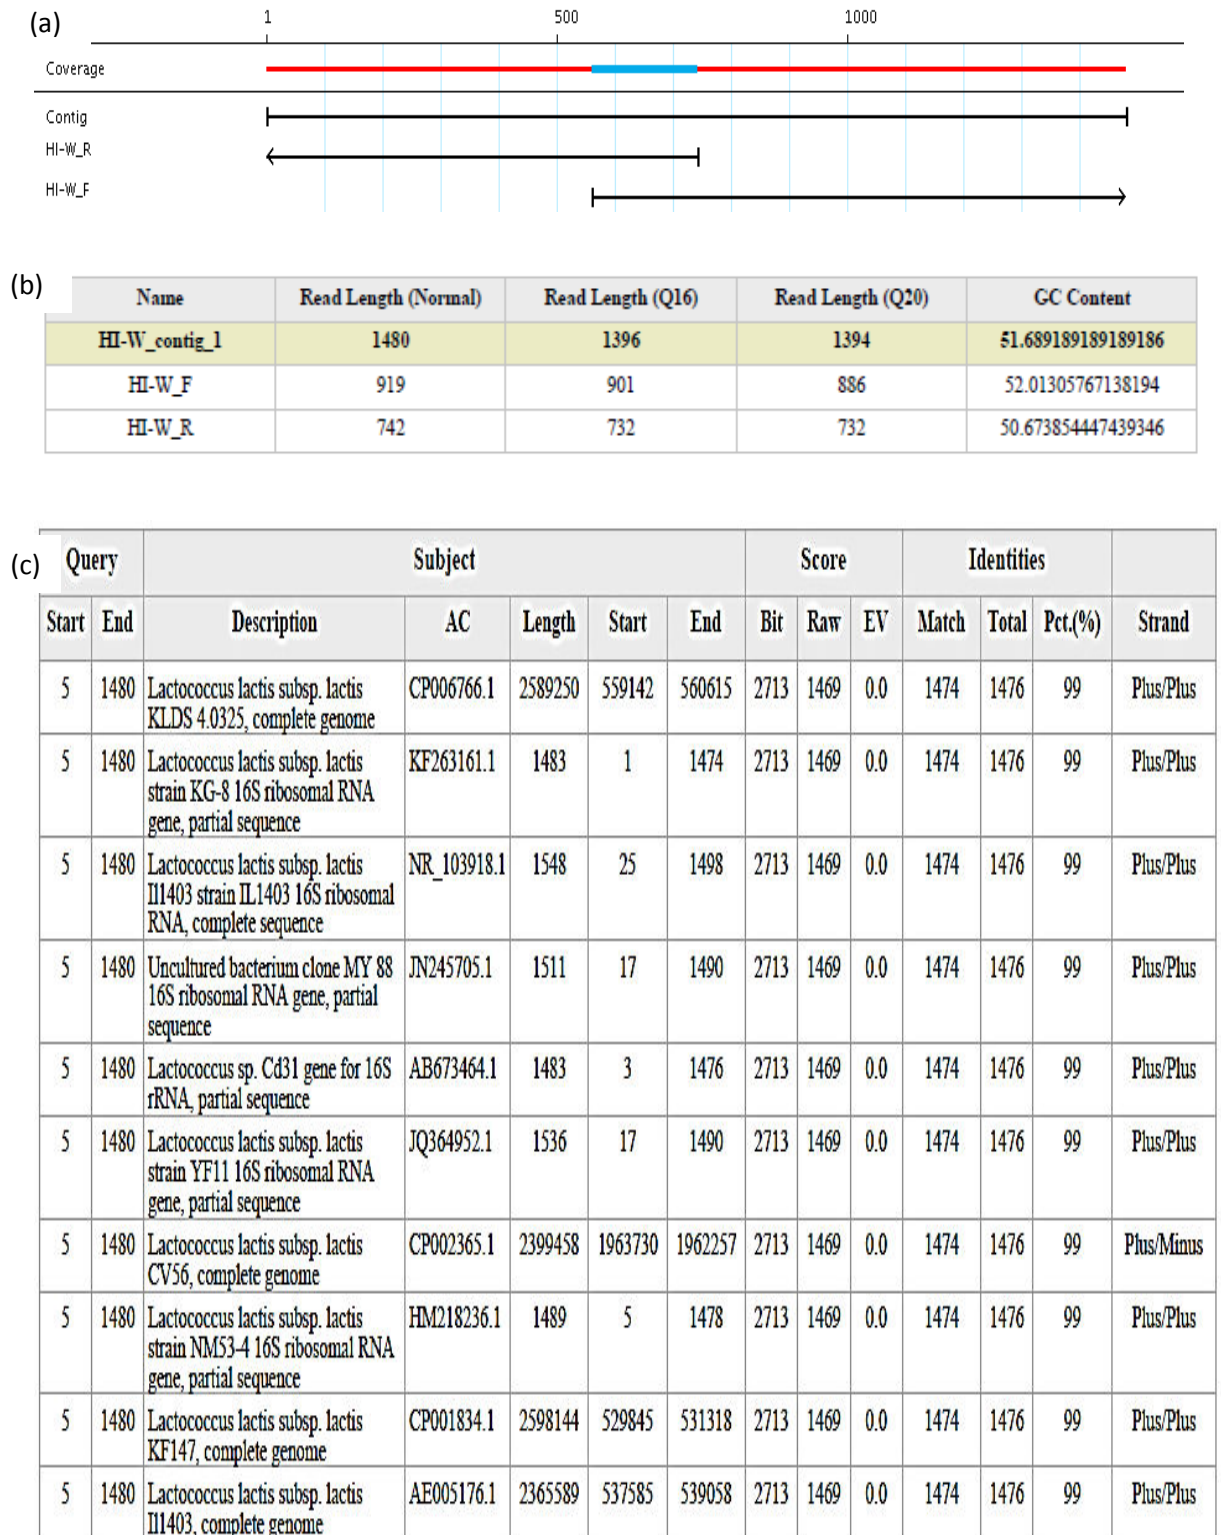 (a)
1 500 1000
Coverage
Contig
HI-W_R
HI-W_F
(b)
Name Read Length (Normal) Read Length (Q16) Read Length (Q20) GC Content
HI-W_contig_1 1480 1396 1394 51.689189189189186
HI-W_F 919 901 886 52.01305767138194
HI-W_R 742 732 732 50.673854447439346
(c)
Query Subject Score Identities
Start End Description AC Length Start End Bit Raw EV Match Total Pct.(%) Strand
5 1480 Lactococcus lactis subsp. lactis CP006766.1 2589250 559142 560615 2713 1469 0.0 1474 1476 99 Plus/Plus
KLDS 4.0325, complete genome
5 1480 Lactococcus lactis subsp. lactis KF263161.1 1483 1 1474 2713 1469 0.0 1474 1476 99 Plus/Plus
strain KG-8 16S ribosomal RNA
gene, partial sequence
5 1480 Lactococcus lactis subsp. lactis NR_103918.1 1548 25 1498 2713 1469 0.0 1474 1476 99 Plus/Plus
Il1403 strain IL1403 16S ribosomal
RNA, complete sequence
5 1480 Uncultured bacterium clone MY 88 JN245705.1 1511 17 1490 2713 1469 0.0 1474 1476 99 Plus/Plus
16S ribosomal RNA gene, partial
sequence
5 1480 Lactococcus sp. Cd31 gene for 16S AB673464.1 1483 3 1476 2713 1469 0.0 1474 1476 99 Plus/Plus
rRNA, partial sequence
5 1480 Lactococcus lactis subsp. lactis JQ364952.1 1536 17 1490 2713 1469 0.0 1474 1476 99 Plus/Plus
strain YF11 16S ribosomal RNA
gene, partial sequence
5 1480 Lactococcus lactis subsp. lactis CP002365.1 2399458 1963730 1962257 2713 1469 0.0 1474 1476 99 Plus/Minus
CV56, complete genome
5 1480 Lactococcus lactis subsp. lactis HM218236.1 1489 5 1478 2713 1469 0.0 1474 1476 99 Plus/Plus
strain NM53-4 16S ribosomal RNA
gene, partial sequence
5 1480 Lactococcus lactis subsp. lactis CP001834.1 2598144 529845 531318 2713 1469 0.0 1474 1476 99 Plus/Plus
KF147, complete genome
5 1480 Lactococcus lactis subsp. lactis AE005176.1 2365589 537585 539058 2713 1469 0.0 1474 1476 99 Plus/Plus
Il1403, complete genome